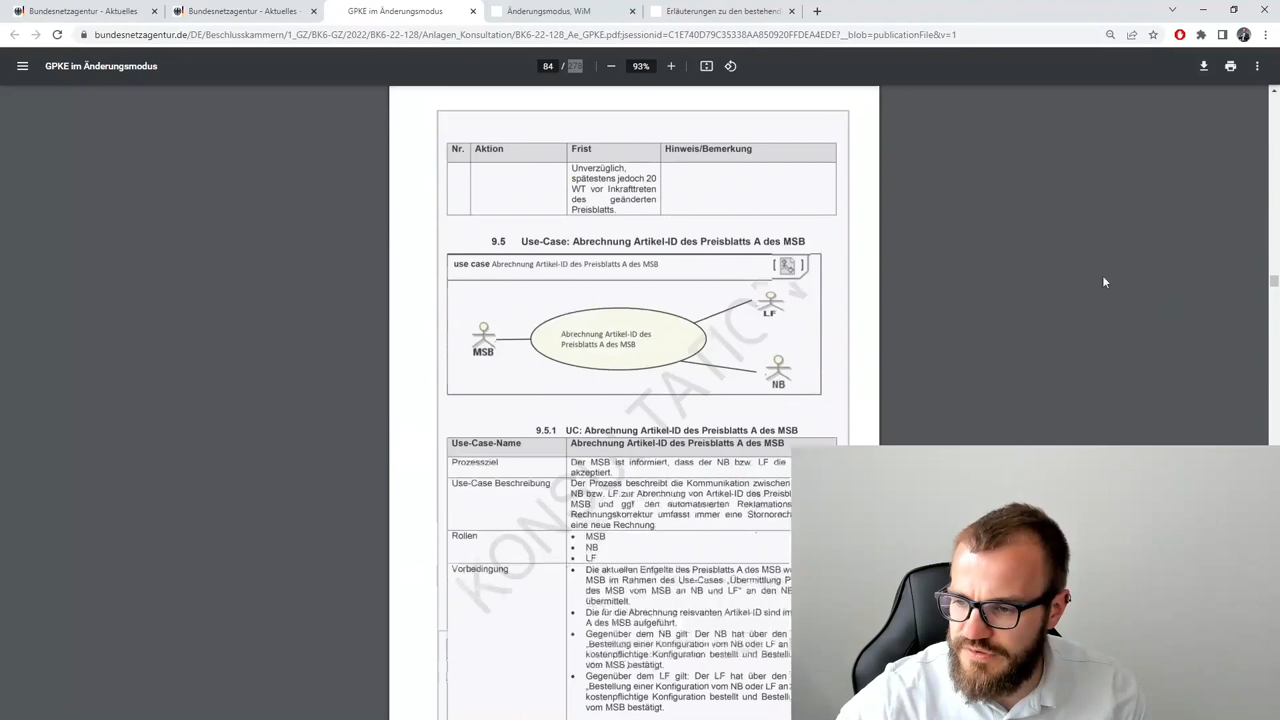 Bundesnetzagentur - Aktuelles -
Bundesnetzagentur - Aktuelles -
GPKE im Änderungsmodus
Änderungsmodus, WiM
Erläuterungen zu den bestehend
bundesnetzagentur.de/DE/Beschlusskammern/1_GZ/BK6-GZ/2022/BK6-22-128/Anlagen_Konsultation/BK6-22-128_Ae_GPKE.pdf;jsessionid=C1E740D79C35338AA850920FFDEA4EDE?__blob=publicationFile&v=1
GPKE im Änderungsmodus
84 / 278
93%
Nr. Aktion Frist Hinweis/Bemerkung
Unverzüglich,
spätestens jedoch 20
WT vor Inkrafttreten
des geänderten
Preisblatts.
9.5 Use-Case: Abrechnung Artikel-ID des Preisblatts A des MSB
use case Abrechnung Artikel-ID des Preisblatts A des MSB
LF
Abrechnung Artikel-ID des
Preisblatts A des MSB
MSB
NB
9.5.1 UC: Abrechnung Artikel-ID des Preisblatts A des MSB
Use-Case-Name Abrechnung Artikel-ID des Preisblatts A des MSB
Prozessziel Der MSB ist informiert, dass der NB bzw. LF die
akzeptiert.
Use-Case Beschreibung Der Prozess beschreibt die Kommunikation zwischen
NB bzw. LF zur Abrechnung von Artikel-ID des Preisbl
MSB und ggf. den automatisierten Reklamations
Rechnungskorrektur umfasst immer eine Stornorech
eine neue Rechnung.
Rollen • MSB
• NB
• LF
Vorbedingung • Die aktuellen Entgelte des Preisblatts A des MSB w
MSB im Rahmen des Use-Cases „Übermittlung P
des MSB vom MSB an NB und LF“ an den NB
übermittelt.
• Die für die Abrechnung relevanten Artikel-ID sind im
A des MSB aufgeführt.
• Gegenüber dem NB gilt: Der NB hat über den
„Bestellung einer Konfiguration vom NB oder LF an
kostenpflichtige Konfiguration bestellt und Bestell
vom MSB bestätigt.
• Gegenüber dem LF gilt: Der LF hat über den
„Bestellung einer Konfiguration vom NB oder LF an
kostenpflichtige Konfiguration bestellt und Bestell
vom MSB bestätigt.